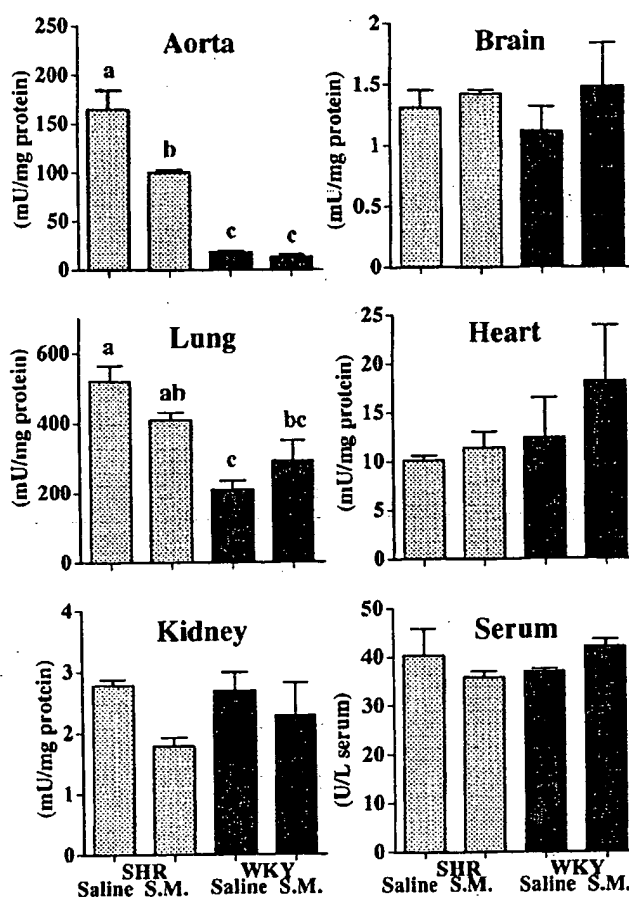 Aorta
(mU/mg protein)
250
200
150
100
50
0
a
b
c
c
Brain
(mU/mg protein)
2
1.5
1
0.5
0
Lung
(mU/mg protein)
600
400
200
0
a
ab
c
bc
Heart
(mU/mg protein)
25
20
15
10
5
0
Kidney
(mU/mg protein)
4
3
2
1
0
SHR WKY
Saline S.M. Saline S.M.
Serum
(U/L serum)
50
40
30
20
10
0
SHR WKY
Saline S.M. Saline S.M.